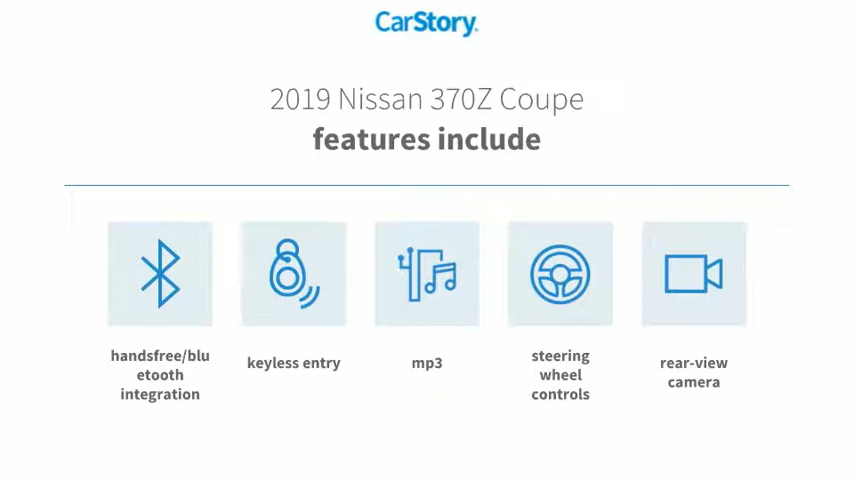 CarStory.
2019 Nissan 370Z Coupe
features include
handsfree/blu
etooth
integration
keyless entry
mp3
steering
wheel
controls
rear-view
camera